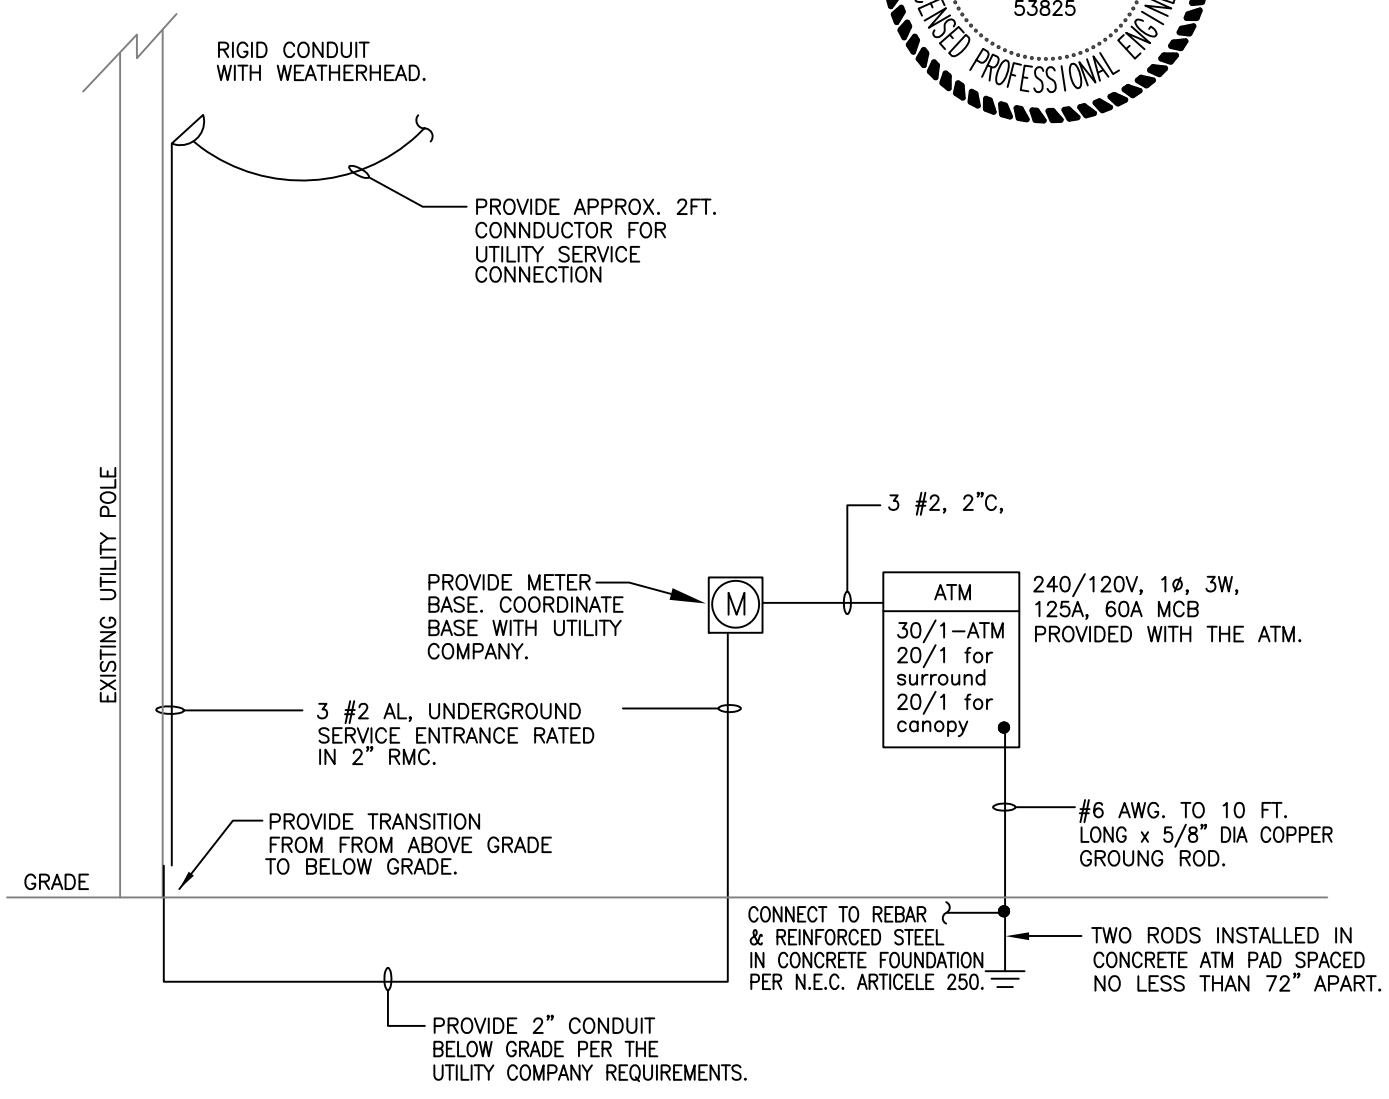 53825
CENSED PROFESSIONAL ENGINE
RIGID CONDUIT
WITH WEATHERHEAD.
PROVIDE APPROX. 2FT.
CONNDUCTOR FOR
UTILITY SERVICE
CONNECTION
EXISTING UTILITY POLE
3 #2, 2"C,
PROVIDE METER
BASE. COORDINATE
BASE WITH UTILITY
COMPANY.
M
ATM
30/1-ATM
20/1 for
surround
20/1 for
canopy
240/120V, 1ø, 3W,
125A, 60A MCB
PROVIDED WITH THE ATM.
3 #2 AL, UNDERGROUND
SERVICE ENTRANCE RATED
IN 2" RMC.
PROVIDE TRANSITION
FROM FROM ABOVE GRADE
TO BELOW GRADE.
GRADE
#6 AWG. TO 10 FT.
LONG x 5/8" DIA COPPER
GROUNG ROD.
CONNECT TO REBAR
& REINFORCED STEEL
IN CONCRETE FOUNDATION
PER N.E.C. ARTICELE 250.
TWO RODS INSTALLED IN
CONCRETE ATM PAD SPACED
NO LESS THAN 72" APART.
PROVIDE 2" CONDUIT
BELOW GRADE PER THE
UTILITY COMPANY REQUIREMENTS.